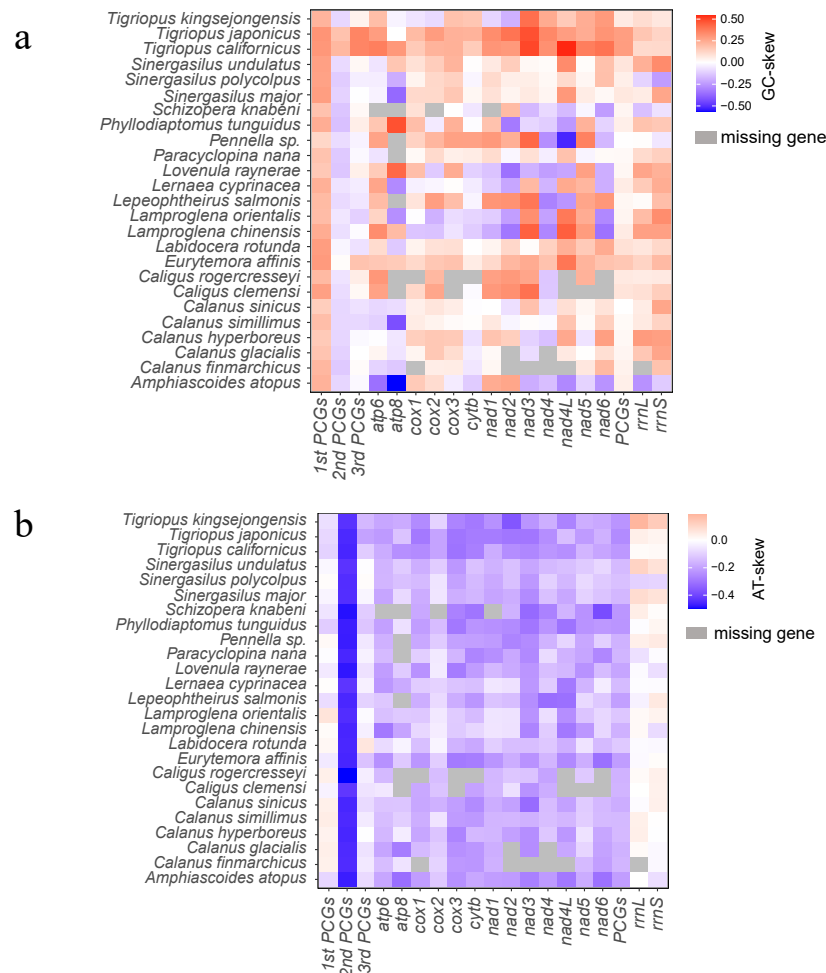 a
Tigriopus kingsejongensis
Tigriopus japonicus
Tigriopus californicus
Sinergasilus undulatus
Sinergasilus polycolpus
Sinergasilus major
Schizopera knabeni
Phyllodiaptomus tunguidus
Pennella sp.
Paracyclopina nana
Lovenula raynerae
Lernaea cyprinacea
Lepeophtheirus salmonis
Lamproglena orientalis
Lamproglena chinensis
Labidocera rotunda
Eurytemora affinis
Caligus rogercresseyi
Caligus clemensi
Calanus sinicus
Calanus simillimus
Calanus hyperboreus
Calanus glacialis
Calanus finmarchicus
Amphiascoides atopus
1st PCGs
2nd PCGs
3rd PCGs
atp6
atp8
cox1
cox2
cox3
cytb
nad1
nad2
nad3
nad4
nad4L
nad5
nad6
PCGs
rrnL
rrnS
0.50
0.25
0.00
−0.25
−0.50
GC-skew
missing gene
b
Tigriopus kingsejongensis
Tigriopus japonicus
Tigriopus californicus
Sinergasilus undulatus
Sinergasilus polycolpus
Sinergasilus major
Schizopera knabeni
Phyllodiaptomus tunguidus
Pennella sp.
Paracyclopina nana
Lovenula raynerae
Lernaea cyprinacea
Lepeophtheirus salmonis
Lamproglena orientalis
Lamproglena chinensis
Labidocera rotunda
Eurytemora affinis
Caligus rogercresseyi
Caligus clemensi
Calanus sinicus
Calanus simillimus
Calanus hyperboreus
Calanus glacialis
Calanus finmarchicus
Amphiascoides atopus
1st PCGs
2nd PCGs
3rd PCGs
atp6
atp8
cox1
cox2
cox3
cytb
nad1
nad2
nad3
nad4
nad4L
nad5
nad6
PCGs
rrnL
rrnS
0.0
−0.2
−0.4
AT-skew
missing gene